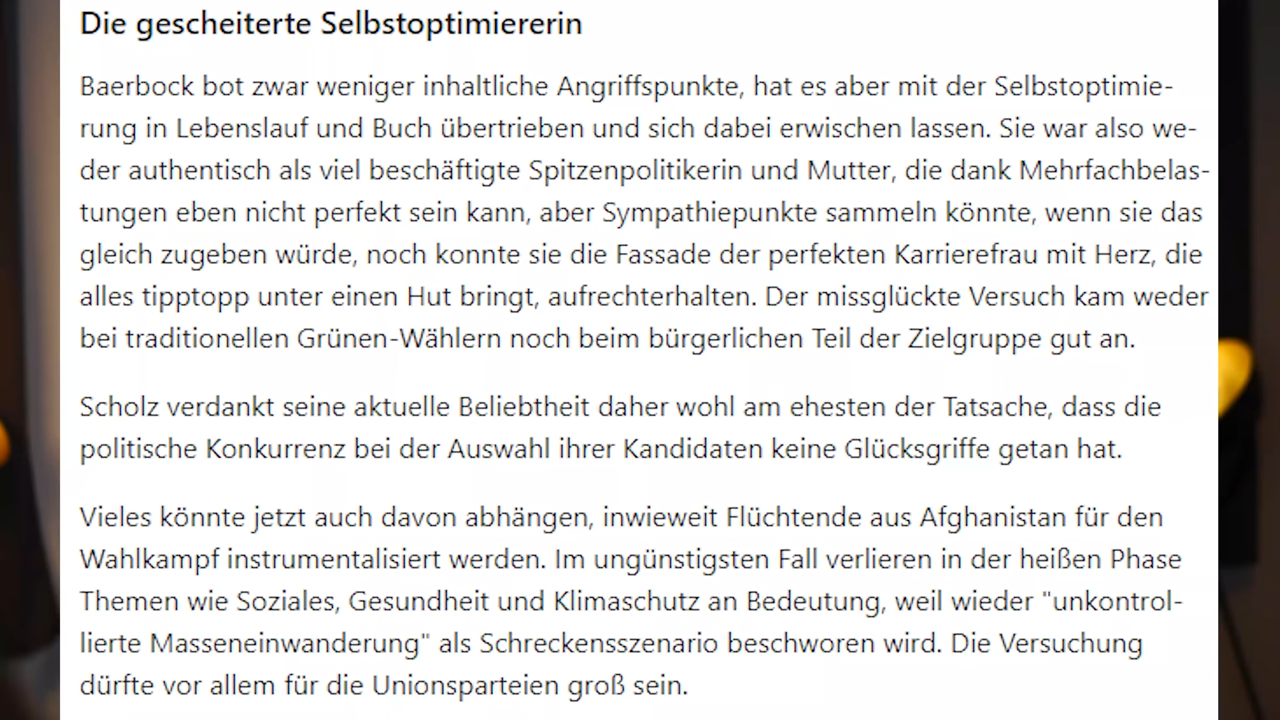 Die gescheiterte Selbstoptimiererin
Baerbock bot zwar weniger inhaltliche Angriffspunkte, hat es aber mit der Selbstoptimie-
rung in Lebenslauf und Buch übertrieben und sich dabei erwischen lassen. Sie war also we-
der authentisch als viel beschäftigte Spitzenpolitikerin und Mutter, die dank Mehrfachbelas-
tungen eben nicht perfekt sein kann, aber Sympathiepunkte sammeln könnte, wenn sie das
gleich zugeben würde, noch konnte sie die Fassade der perfekten Karrierefrau mit Herz, die
alles tipptopp unter einen Hut bringt, aufrechterhalten. Der missglückte Versuch kam weder
bei traditionellen Grünen-Wählern noch beim bürgerlichen Teil der Zielgruppe gut an.
Scholz verdankt seine aktuelle Beliebtheit daher wohl am ehesten der Tatsache, dass die
politische Konkurrenz bei der Auswahl ihrer Kandidaten keine Glücksgriffe getan hat.
Vieles könnte jetzt auch davon abhängen, inwieweit Flüchtende aus Afghanistan für den
Wahlkampf instrumentalisiert werden. Im ungünstigsten Fall verlieren in der heißen Phase
Themen wie Soziales, Gesundheit und Klimaschutz an Bedeutung, weil wieder "unkontrol-
lierte Masseneinwanderung" als Schreckensszenario beschworen wird. Die Versuchung
dürfte vor allem für die Unionsparteien groß sein.